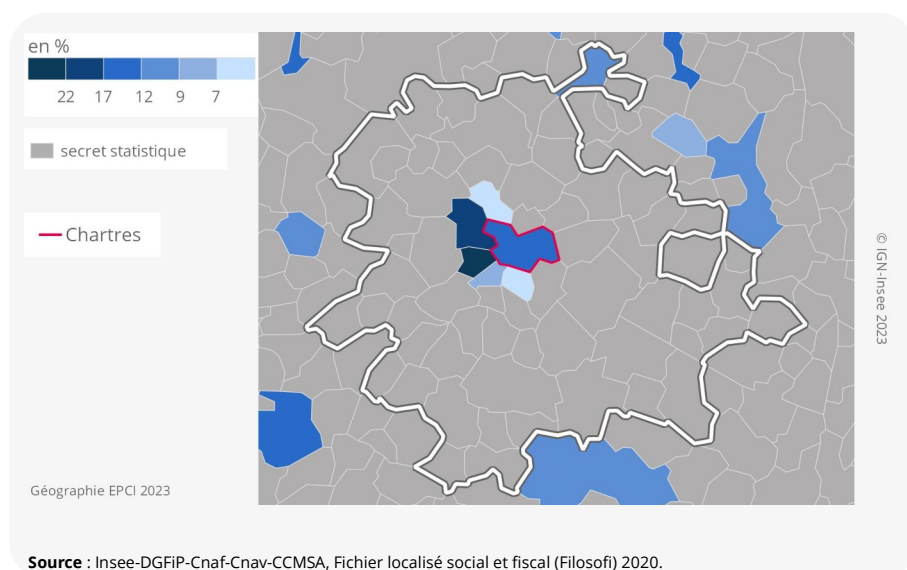 en %
22 17 12 9 7
secret statistique
Chartres
© IGN-Insee 2023
Géographie EPCI 2023
Source : Insee-DGFiP-Cnaf-Cnav-CCMSA, Fichier localisé social et fiscal (Filosofi) 2020.